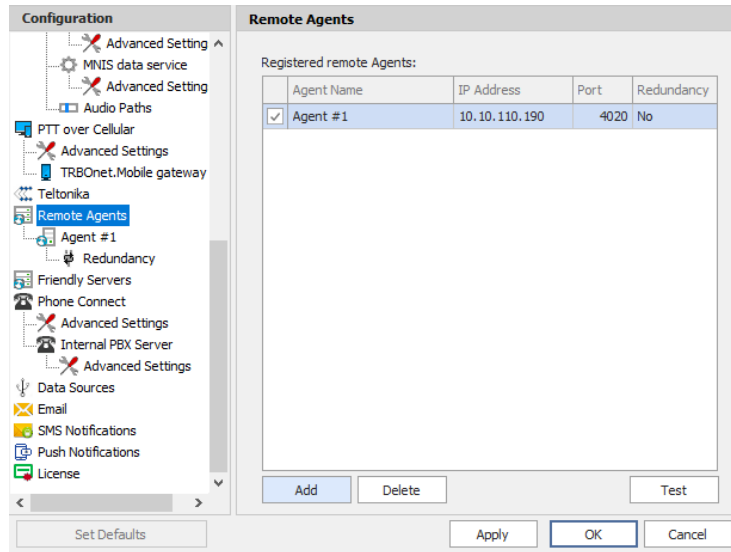 Configuration
Advanced Setting
MNIS data service
Advanced Setting
Audio Paths
PTT over Cellular
Advanced Settings
TRBOnet.Mobile gateway
Teltonika
Remote Agents
Agent #1
Redundancy
Friendly Servers
Phone Connect
Advanced Settings
Internal PBX Server
Advanced Settings
Data Sources
Email
SMS Notifications
Push Notifications
License
Set Defaults
Remote Agents
Registered remote Agents:
Agent Name IP Address Port Redundancy
Agent #1 10.10.110.190 4020 No
Add Delete Test
Apply OK Cancel